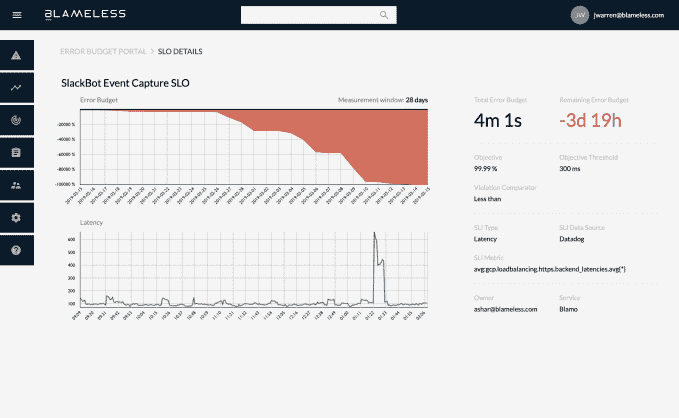 BLAMELESS
JW jwarren@blameless.com
ERROR BUDGET PORTAL > SLO DETAILS
SlackBot Event Capture SLO
Error Budget Measurement window: 28 days
-20000 %
-40000 %
-60000 %
-80000 %
-100000 %
Latency
600
500
400
300
200
100
Total Error Budget Remaining Error Budget
4m 1s -3d 19h
Objective Objective Threshold
99.99 % 300 ms
Violation Comparator
Less than
SLI Type SLI Data Source
Latency Datadog
SLI Metric
avg:gcp.loadbalancing.https.backend_latencies.avg{*}
Owner Service
ashar@blameless.com Blamo